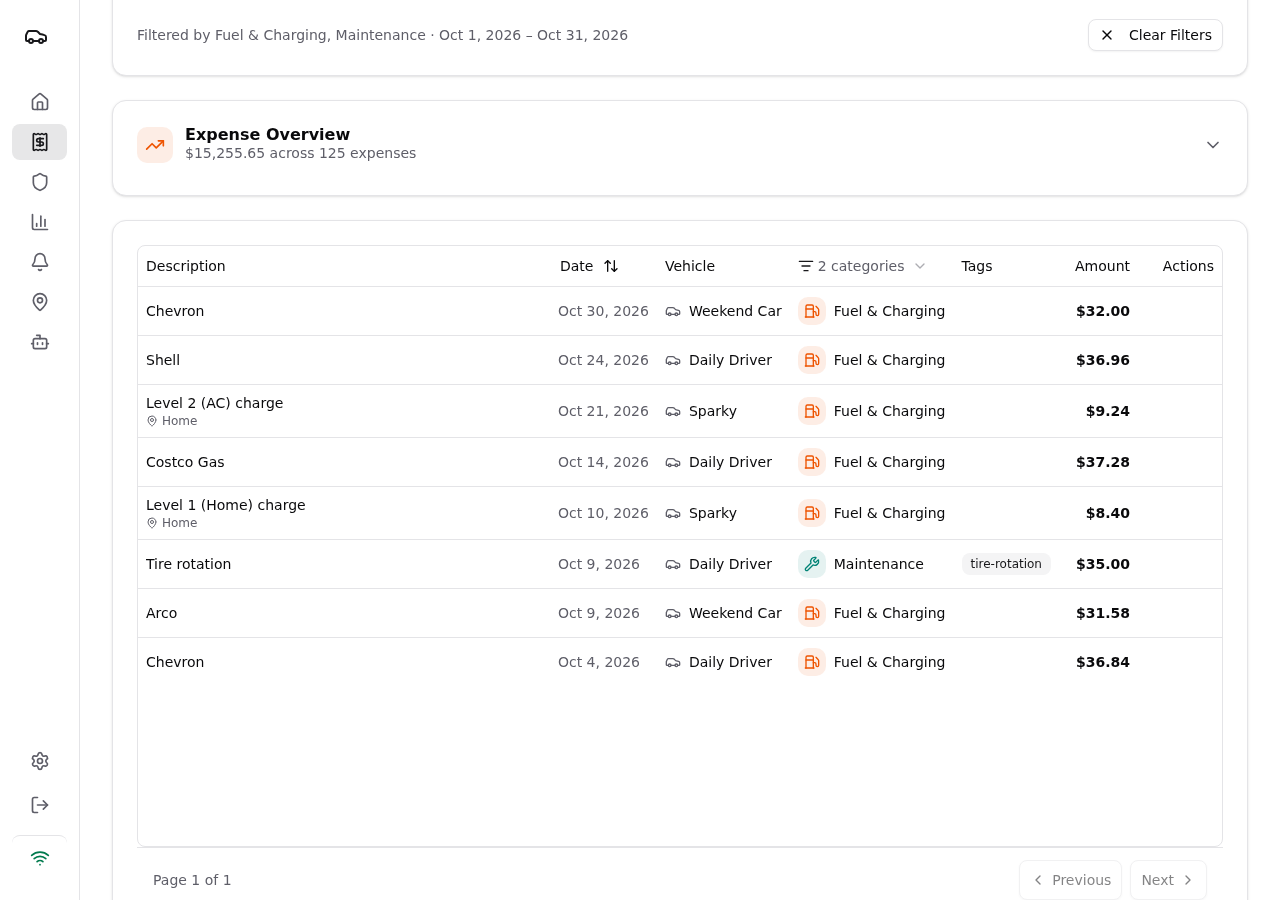 Filtered by Fuel & Charging, Maintenance · Oct 1, 2026 – Oct 31, 2026
Clear Filters
Expense Overview
$15,255.65 across 125 expenses
Description Date Vehicle 2 categories Tags Amount Actions
Chevron Oct 30, 2026 Weekend Car Fuel & Charging $32.00
Shell Oct 24, 2026 Daily Driver Fuel & Charging $36.96
Level 2 (AC) charge Oct 21, 2026 Sparky Fuel & Charging $9.24
Home
Costco Gas Oct 14, 2026 Daily Driver Fuel & Charging $37.28
Level 1 (Home) charge Oct 10, 2026 Sparky Fuel & Charging $8.40
Home
Tire rotation Oct 9, 2026 Daily Driver Maintenance tire-rotation $35.00
Arco Oct 9, 2026 Weekend Car Fuel & Charging $31.58
Chevron Oct 4, 2026 Daily Driver Fuel & Charging $36.84
Page 1 of 1 Previous Next